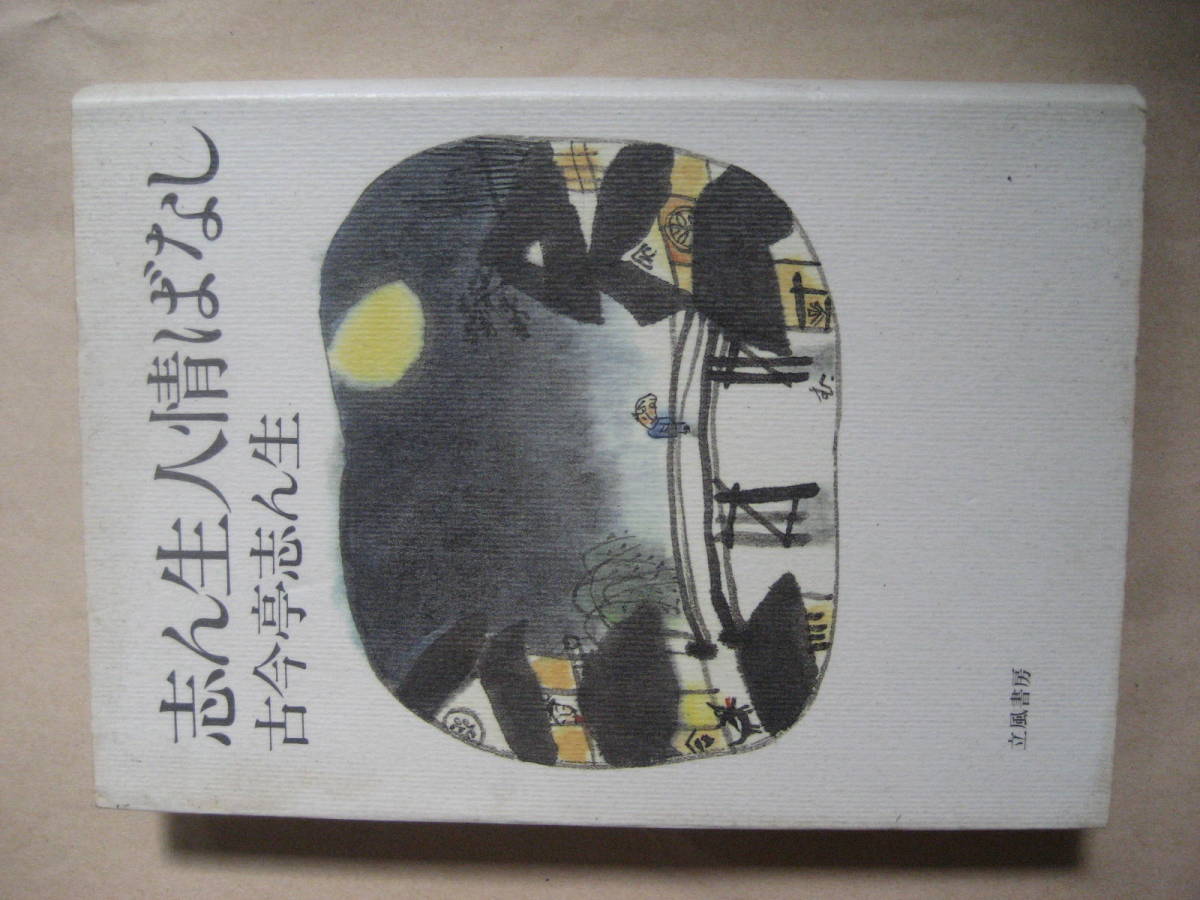 志ん生人情ばなし
古今亭志ん生
立風書房